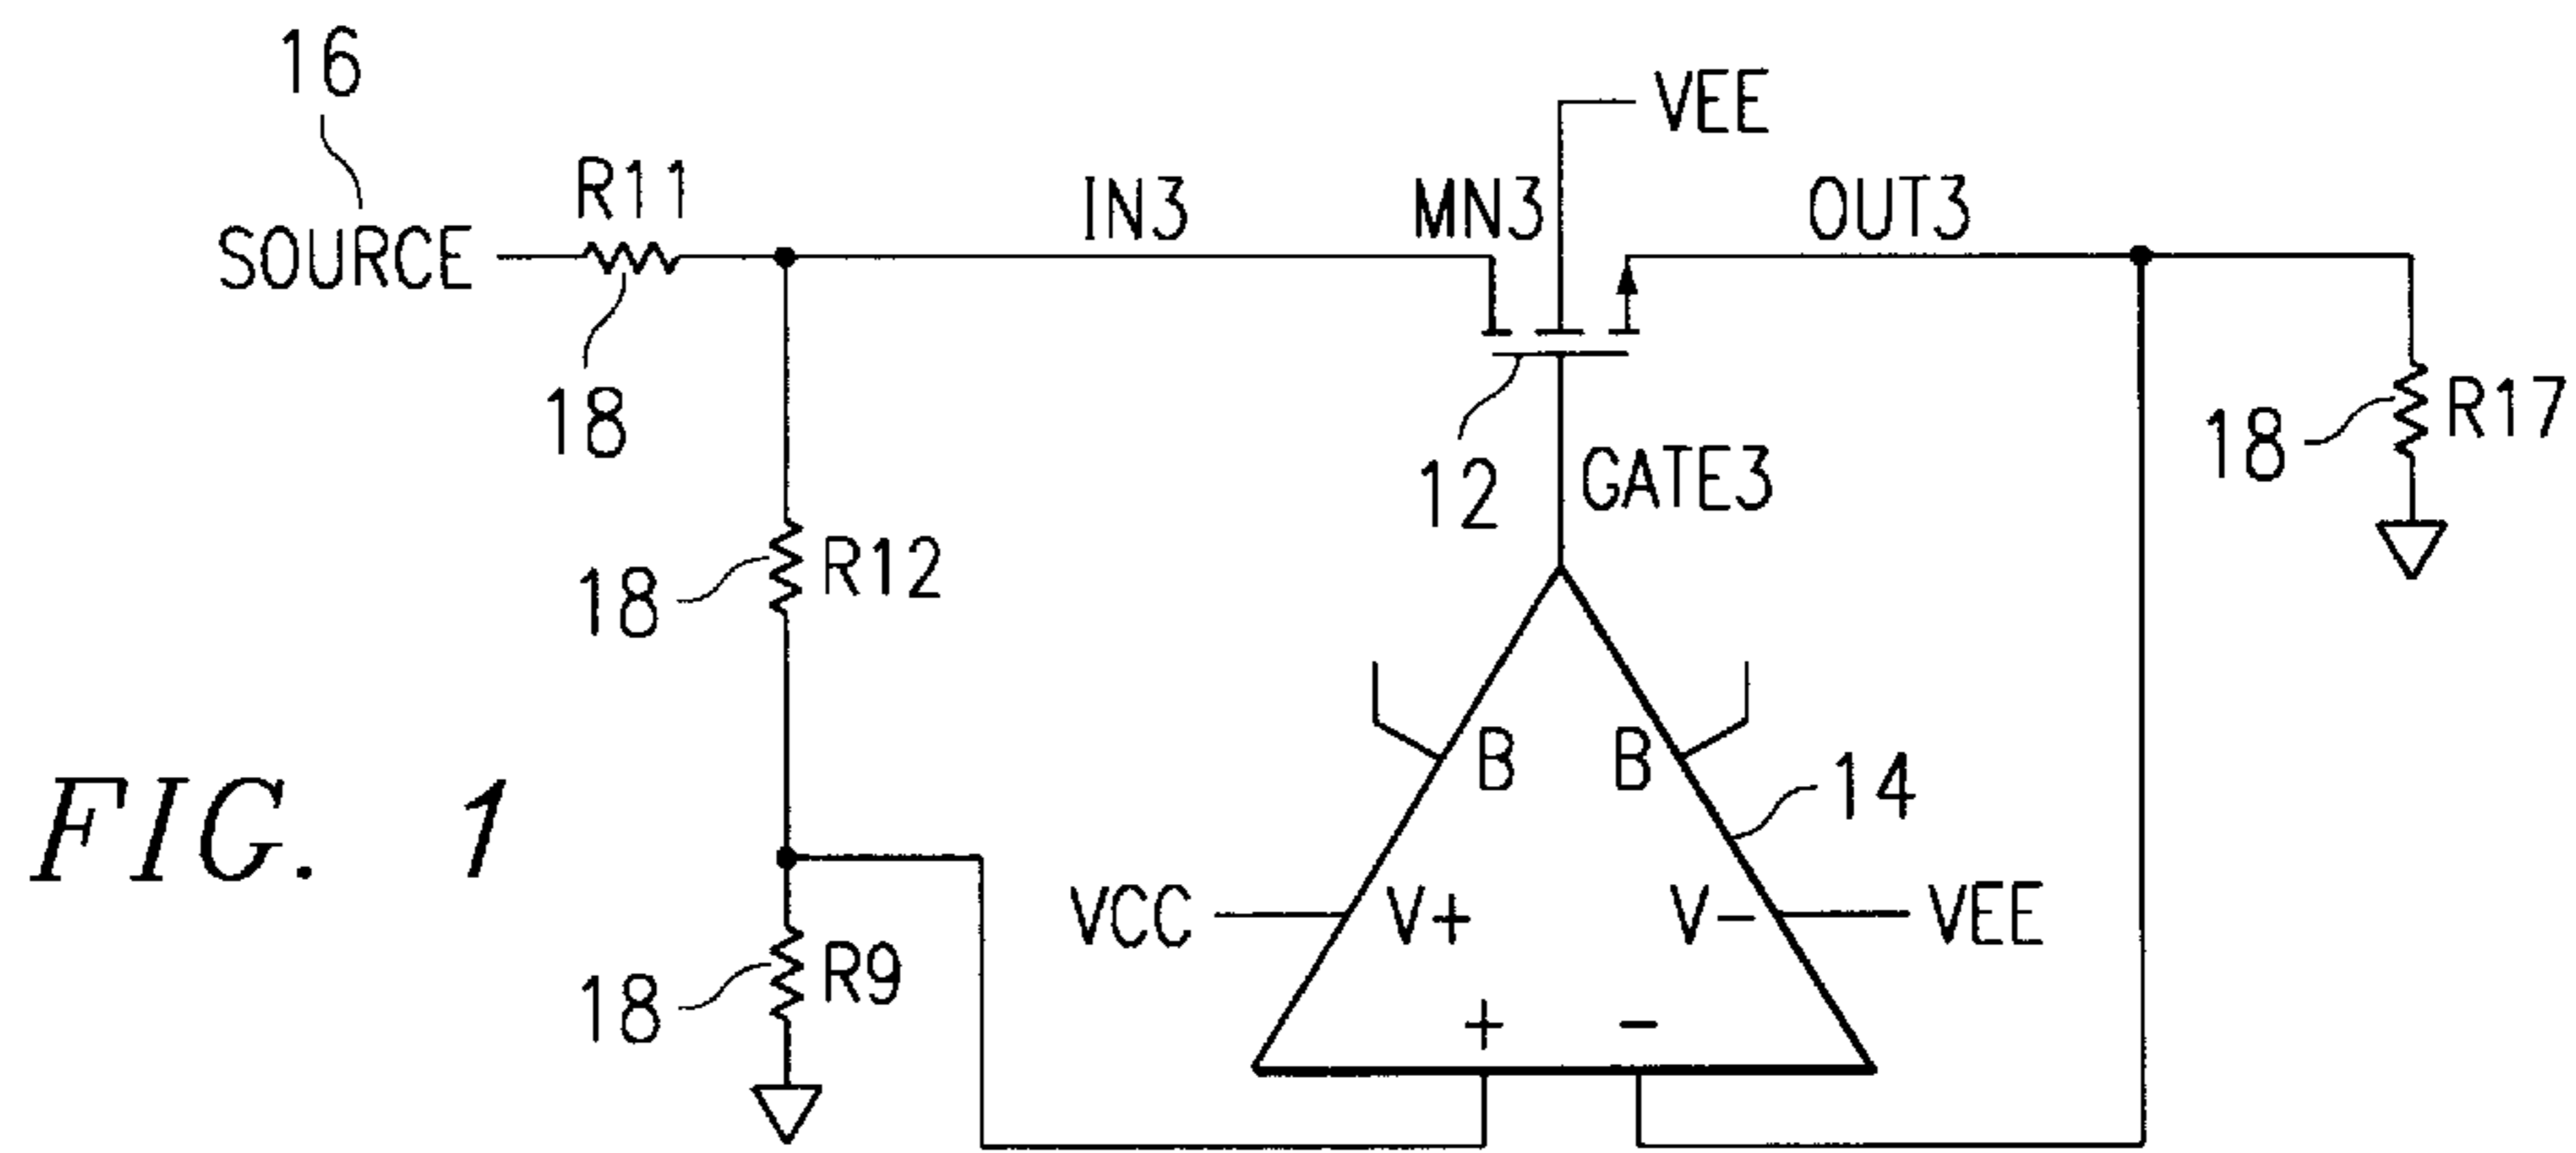 16
R11
SOURCE
18
IN3
MN3
VEE
OUT3
12
GATE3
18
R17
18
R12
B
B
14
VCC
V+
V-
VEE
18
R9
+
-
FIG. 1